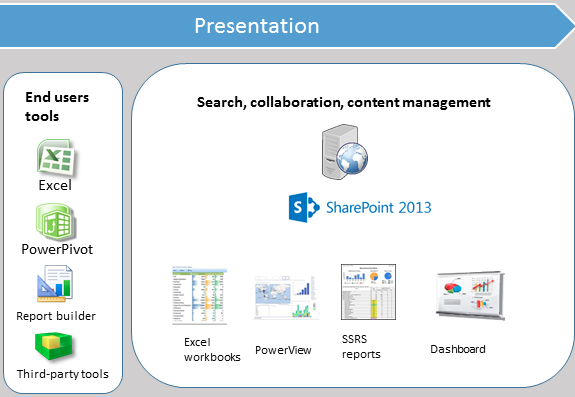 Presentation
End users
tools
Excel
PowerPivot
Report builder
Third-party tools
Search, collaboration, content management
SharePoint 2013
Excel
workbooks
PowerView
SSRS
reports
Dashboard